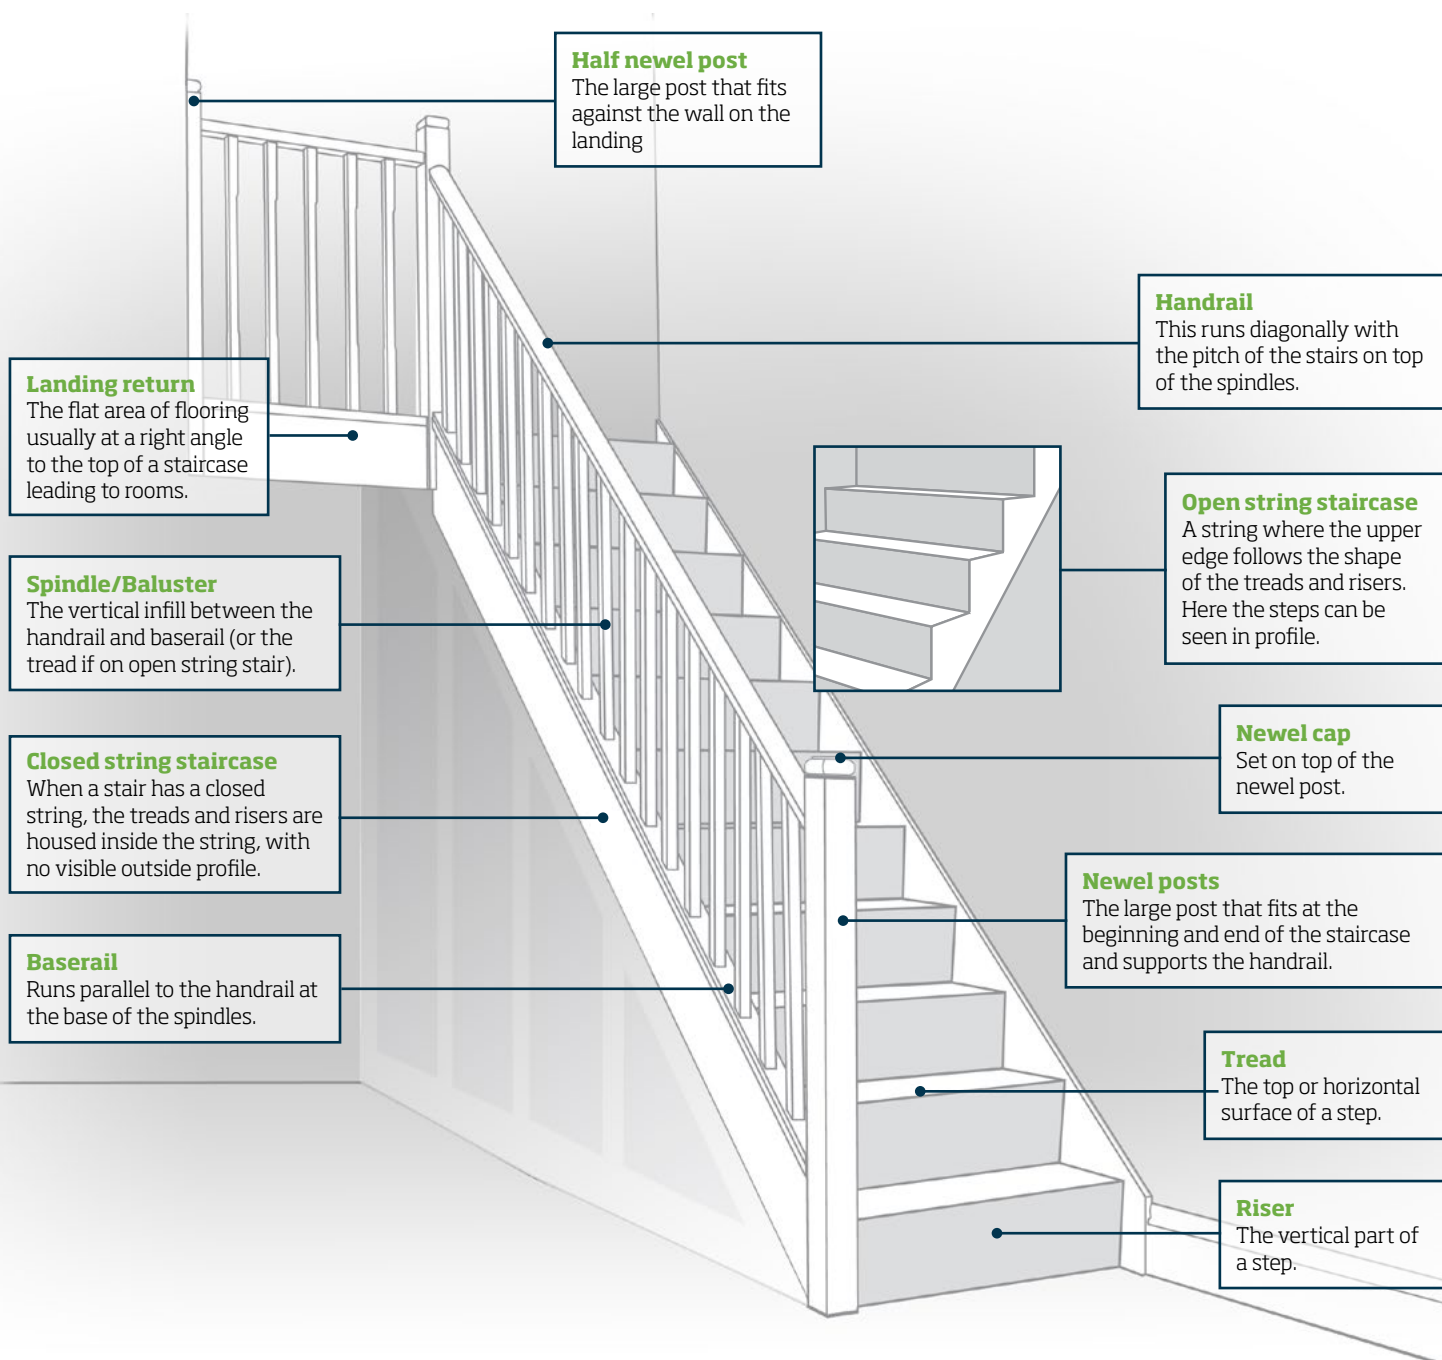 Half newel post
The large post that fits
against the wall on the
landing
Handrail
This runs diagonally with
the pitch of the stairs on top
of the spindles.
Landing return
The flat area of flooring
usually at a right angle
to the top of a staircase
leading to rooms.
Open string staircase
A string where the upper
edge follows the shape
of the treads and risers.
Here the steps can be
seen in profile.
Spindle/Baluster
The vertical infill between the
handrail and baserail (or the
tread if on open string stair).
Newel cap
Set on top of the
newel post.
Closed string staircase
When a stair has a closed
string, the treads and risers are
housed inside the string, with
no visible outside profile.
Newel posts
The large post that fits at the
beginning and end of the staircase
and supports the handrail.
Baserail
Runs parallel to the handrail at
the base of the spindles.
Tread
The top or horizontal
surface of a step.
Riser
The vertical part of
a step.